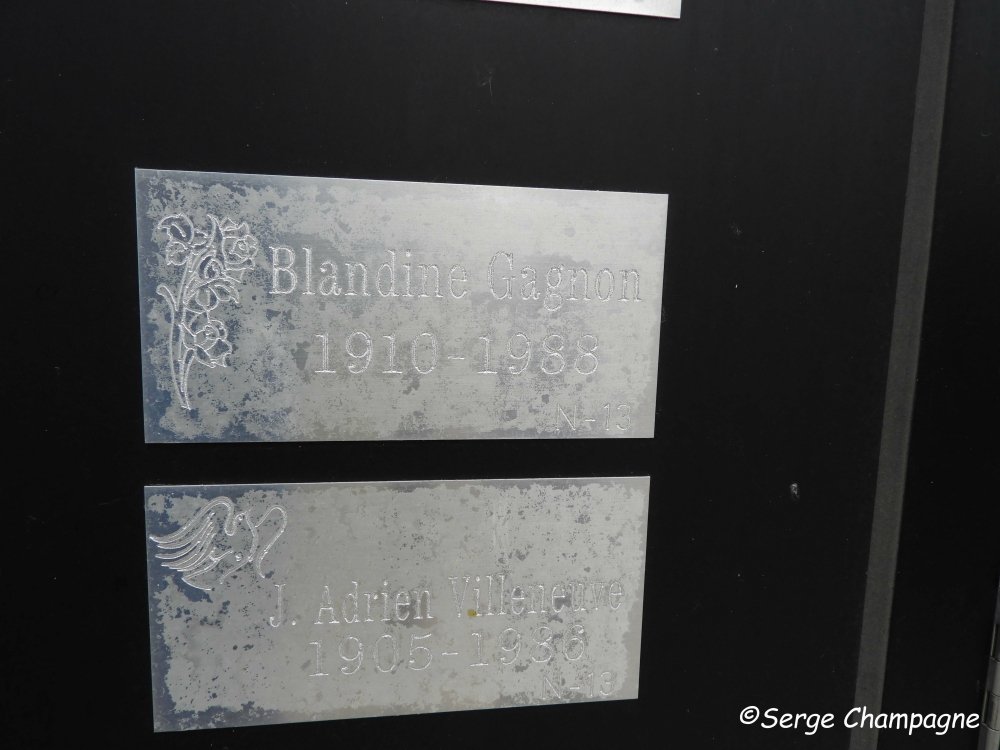 Blandine Gagnon
1910-1988
N-13
J. Adrien Villeneuve
1905-1986
N-13
©Serge Champagne